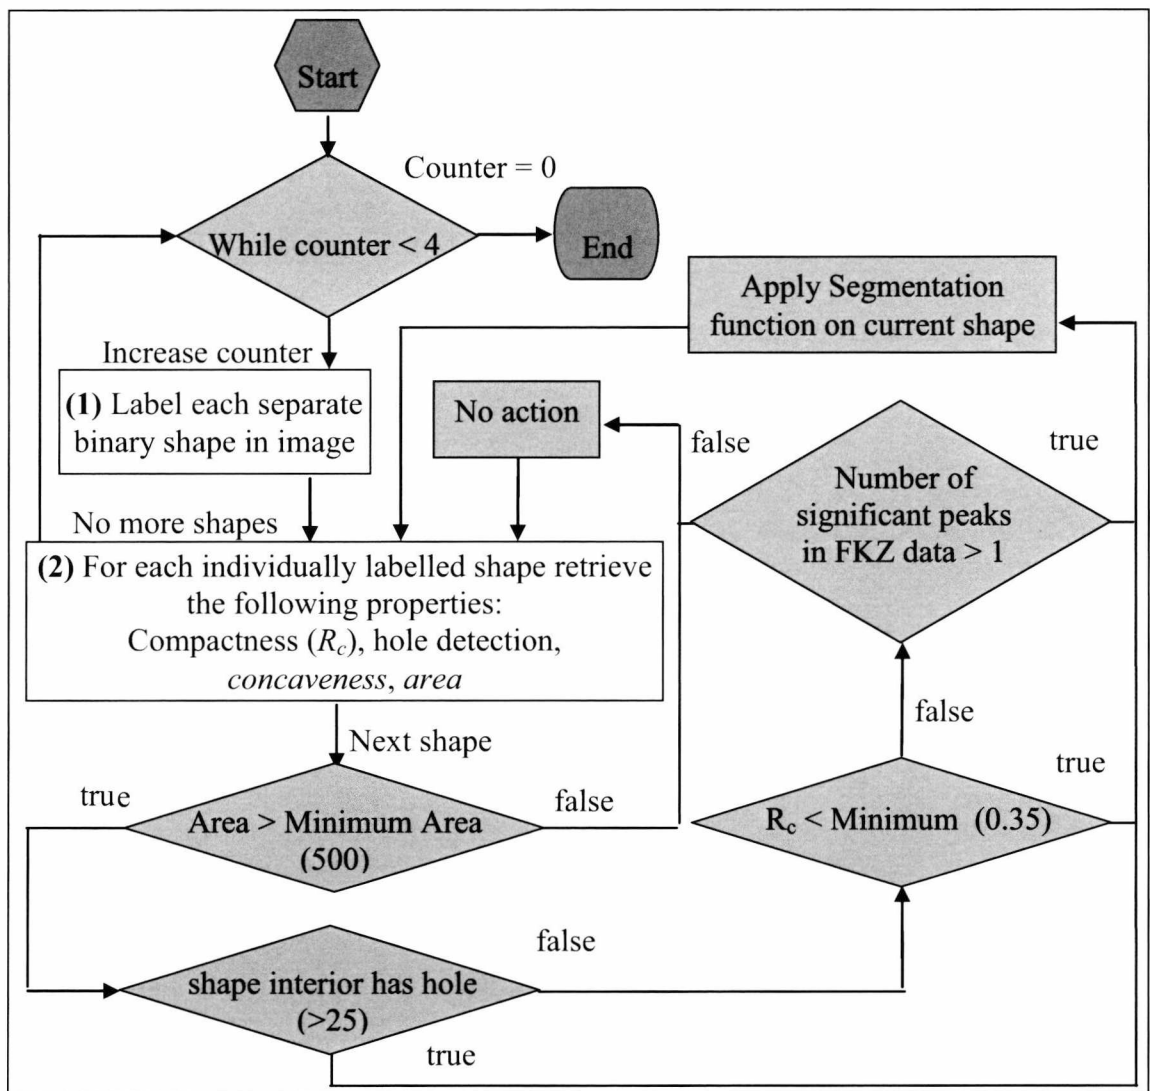 Start
Counter = 0
While counter < 4
End
Apply Segmentation
function on current shape
Increase counter
(1) Label each separate
binary shape in image
No action
false
true
Number of
significant peaks
in FKZ data > 1
No more shapes
(2) For each individually labelled shape retrieve
the following properties:
Compactness (Rc), hole detection,
concaveness, area
false
Next shape
true
false
true
Area > Minimum Area
(500)
Rc < Minimum (0.35)
false
shape interior has hole
(>25)
true